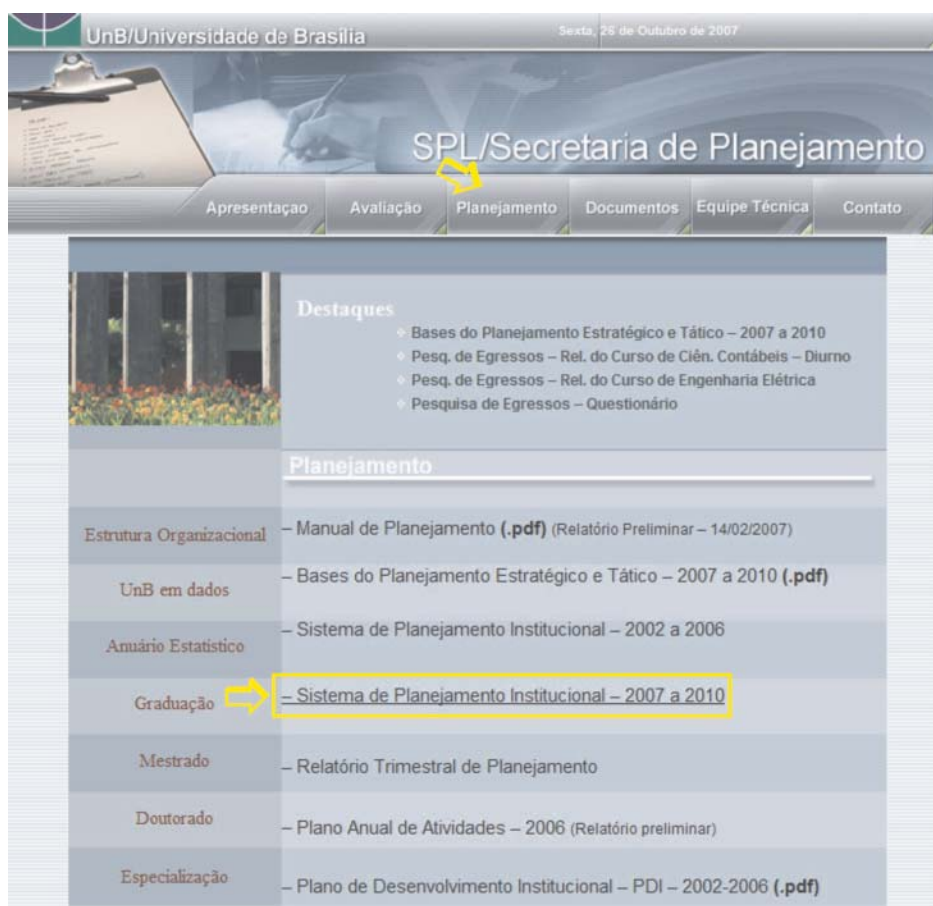 UnB/Universidade de Brasília
Sexta, 26 de Outubro de 2007
SPL/Secretaria de Planejamento
Apresentaçao Avaliação Planejamento Documentos Equipe Técnica Contato
Destaques
Bases do Planejamento Estratégico e Tático – 2007 a 2010
Pesq. de Egressos – Rel. do Curso de Ciên. Contábeis – Diurno
Pesq. de Egressos – Rel. do Curso de Engenharia Elétrica
Pesquisa de Egressos – Questionário
Planejamento
Estrutura Organizacional
UnB em dados
Anuário Estatístico
Graduação
Mestrado
Doutorado
Especialização
– Manual de Planejamento (.pdf) (Relatório Preliminar – 14/02/2007)
– Bases do Planejamento Estratégico e Tático – 2007 a 2010 (.pdf)
– Sistema de Planejamento Institucional – 2002 a 2006
– Sistema de Planejamento Institucional – 2007 a 2010
– Relatório Trimestral de Planejamento
– Plano Anual de Atividades – 2006 (Relatório preliminar)
– Plano de Desenvolvimento Institucional – PDI – 2002-2006 (.pdf)